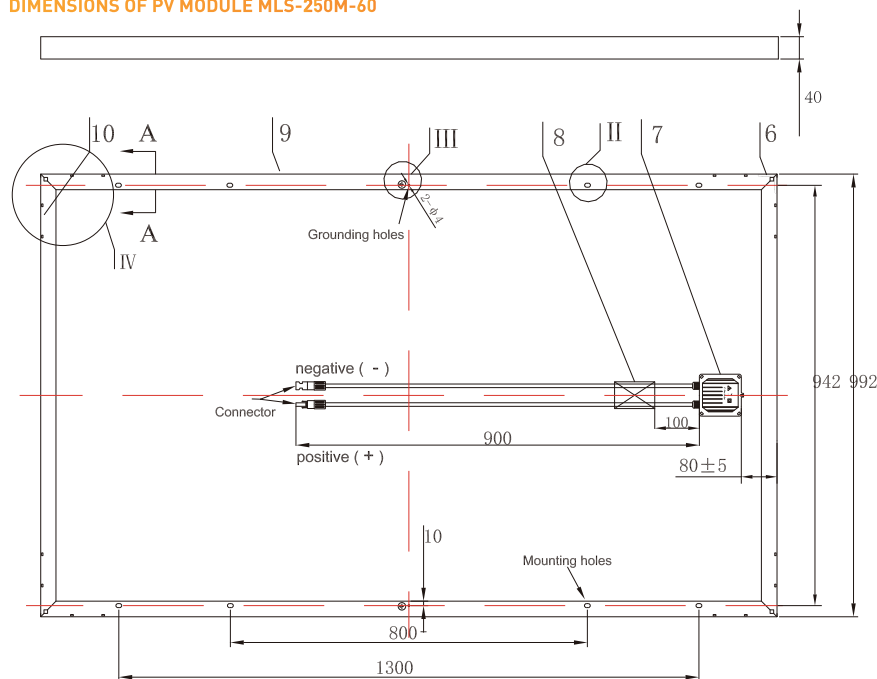 DIMENSIONS OF PV MODULE MLS-250M-60
40
10
A
9
III
8
II
7
6
2-ϕ4
Grounding holes
A
IV
negative ( - )
Connector
942
992
100
900
positive ( + )
80±5
10
Mounting holes
800
1300